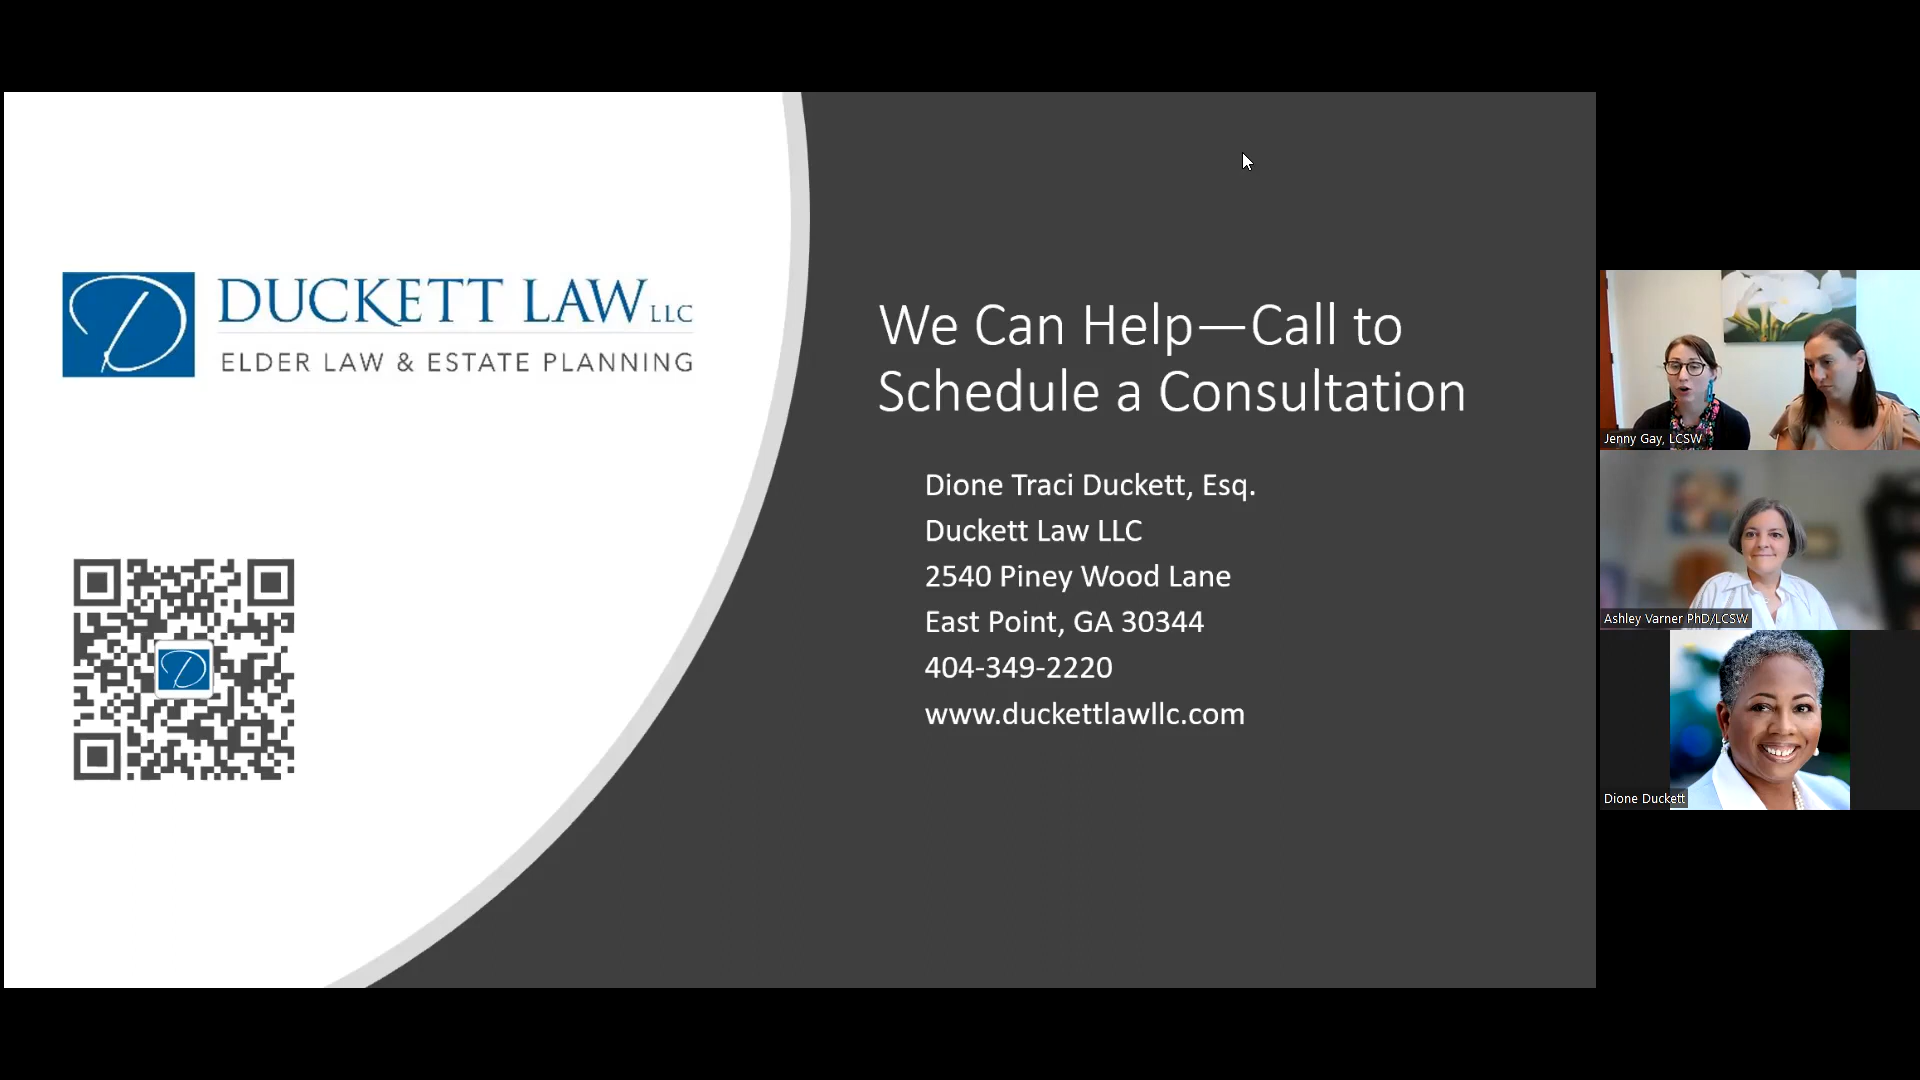 DUCKETT LAW LLC
ELDER LAW & ESTATE PLANNING
We Can Help—Call to
Schedule a Consultation
Dione Traci Duckett, Esq.
Duckett Law LLC
2540 Piney Wood Lane
East Point, GA 30344
404-349-2220
www.duckettlawllc.com
Jenny Gay, LCSW
Ashley Varner PhD/LCSW
Dione Duckett